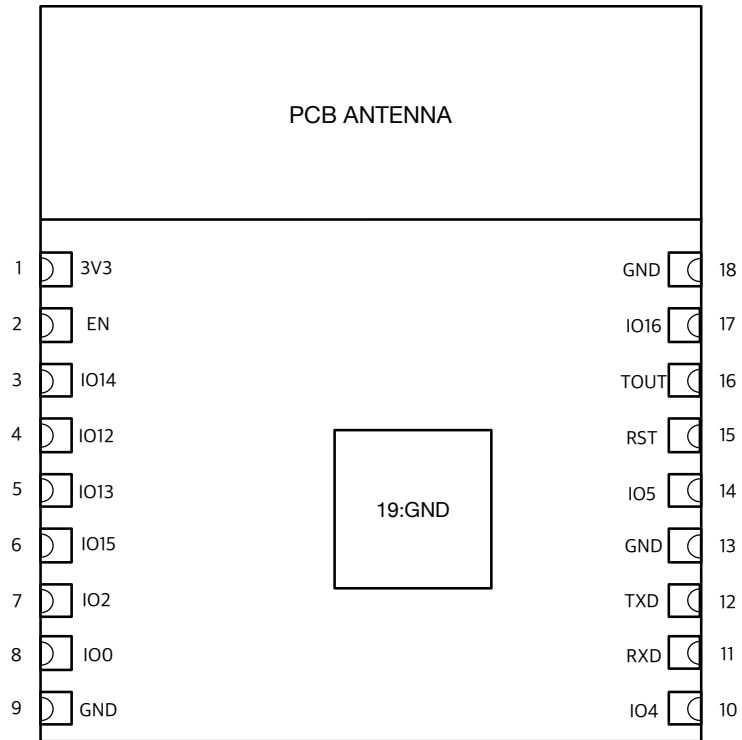 PCB ANTENNA
1 3V3 GND 18
2 EN IO16 17
3 IO14 TOUT 16
4 IO12 RST 15
5 IO13 IO5 14
19:GND
6 IO15 GND 13
7 IO2 TXD 12
8 IO0 RXD 11
9 GND IO4 10